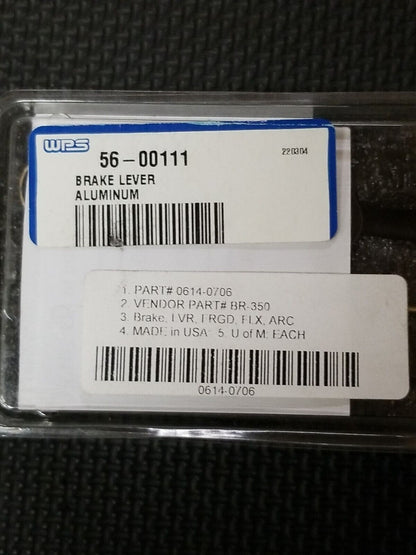 WPS 56-00111 220304
BRAKE LEVER
ALUMINUM
1. PART# 0614-0706
2. VENDOR PART# BR-350
3. Brake, LVR, FRGD, FLX, ARC
4. MADE in USA 5. U of M: EACH
0614-0706